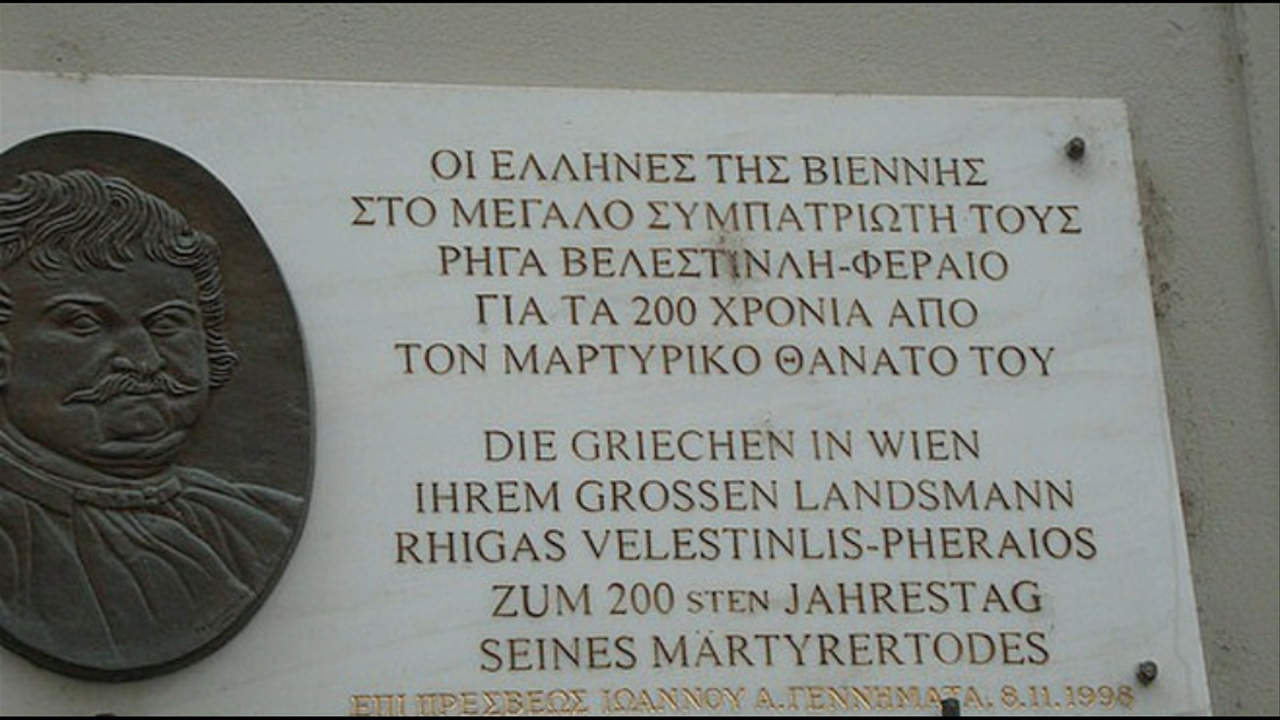 ΟΙ ΕΛΛΗΝΕΣ ΤΗΣ ΒΙΕΝΝΗΣ
ΣΤΟ ΜΕΓΑΛΟ ΣΥΜΠΑΤΡΙΩΤΗ ΤΟΥΣ
ΡΗΓΑ ΒΕΛΕΣΤΙΝΛΗ-ΦΕΡΑΙΟ
ΓΙΑ ΤΑ 200 ΧΡΟΝΙΑ ΑΠΟ
ΤΟΝ ΜΑΡΤΥΡΙΚΟ ΘΑΝΑΤΟ ΤΟΥ
DIE GRIECHEN IN WIEN
IHREM GROSSEN LANDSMANN
RHIGAS VELESTINLIS-PHERAIOS
ZUM 200 STEN JAHRESTAG
SEINES MÄRTYRERTODES
ΕΠΙ ΠΡΕΣΒΕΩΣ ΙΩΑΝΝΟΥ Α.ΓΕΝΝΗΜΑΤΑ. 8.11.1998